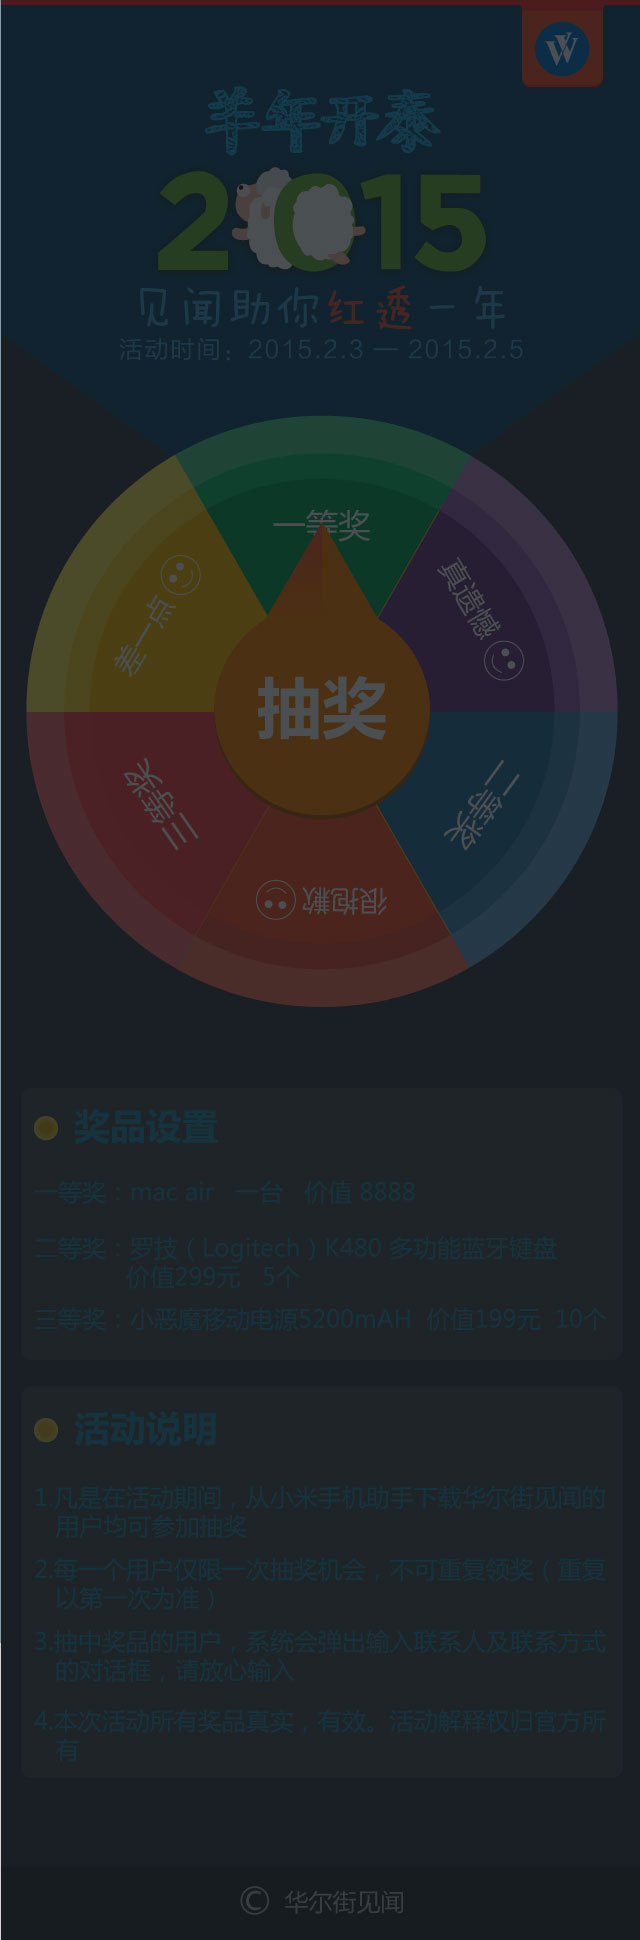 W
羊年开泰
2015
见闻助你红透一年
活动时间：2015.2.3 — 2015.2.5
一等奖
真遗憾
差一点
抽奖
三等奖
二等奖
很抱歉
奖品设置
一等奖：mac air 一台 价值 8888
二等奖：罗技（Logitech）K480 多功能蓝牙键盘
价值299元 5个
三等奖：小恶魔移动电源5200mAH 价值199元 10个
活动说明
1.凡是在活动期间，从小米手机助手下载华尔街见闻的
用户均可参加抽奖
2.每一个用户仅限一次抽奖机会，不可重复领奖（重复
以第一次为准）
3.抽中奖品的用户，系统会弹出输入联系人及联系方式
的对话框，请放心输入
4.本次活动所有奖品真实，有效。活动解释权归官方所
有
© 华尔街见闻